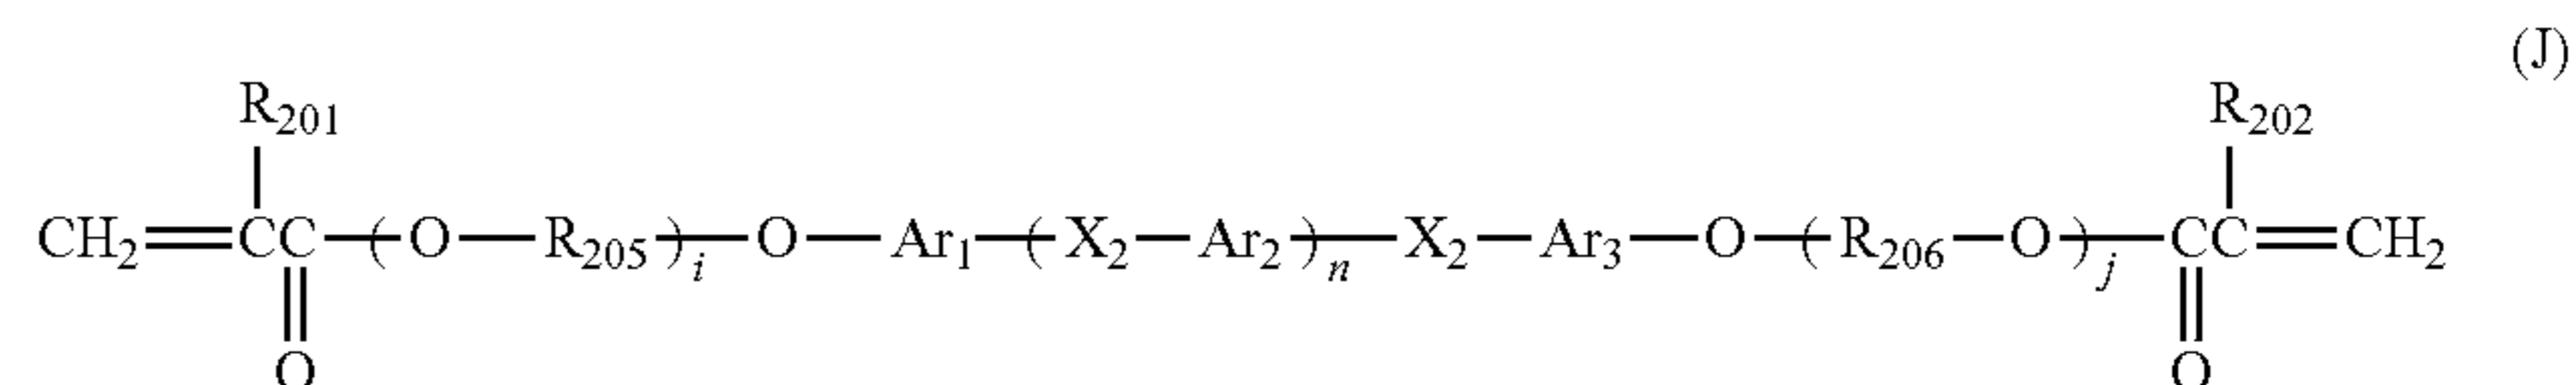 (J)
R₂₀₁ R₂₀₂
CH₂=CC—(O—R₂₀₅)ᵢ—O—Ar₁—(X₂—Ar₂)ₙ—X₂—Ar₃—O—(R₂₀₆—O)ⱼ—CC=CH₂
O O